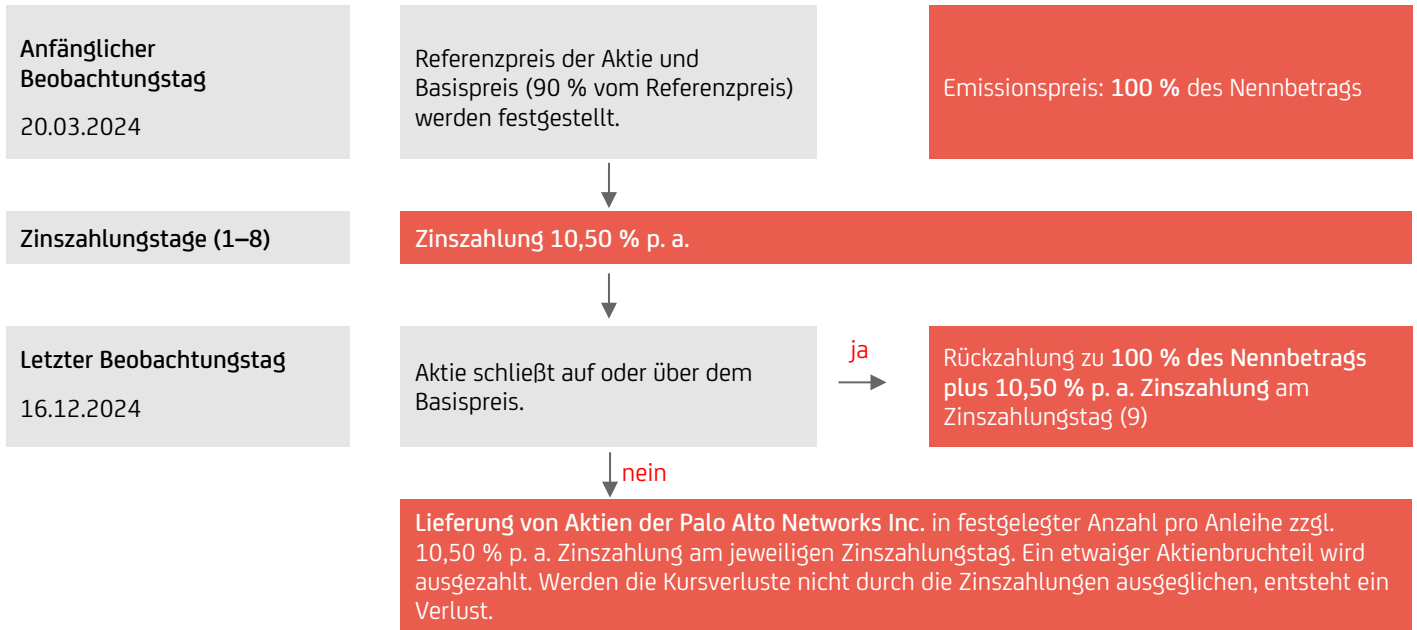 Anfänglicher
Beobachtungstag
20.03.2024
Referenzpreis der Aktie und
Basispreis (90 % vom Referenzpreis)
werden festgestellt.
Emissionspreis: 100 % des Nennbetrags
Zinszahlungstage (1–8)
Zinszahlung 10,50 % p. a.
Letzter Beobachtungstag
16.12.2024
Aktie schließt auf oder über dem
Basispreis.
ja
Rückzahlung zu 100 % des Nennbetrags
plus 10,50 % p. a. Zinszahlung am
Zinszahlungstag (9)
nein
Lieferung von Aktien der Palo Alto Networks Inc. in festgelegter Anzahl pro Anleihe zzgl.
10,50 % p. a. Zinszahlung am jeweiligen Zinszahlungstag. Ein etwaiger Aktienbruchteil wird
ausgezahlt. Werden die Kursverluste nicht durch die Zinszahlungen ausgeglichen, entsteht ein
Verlust.